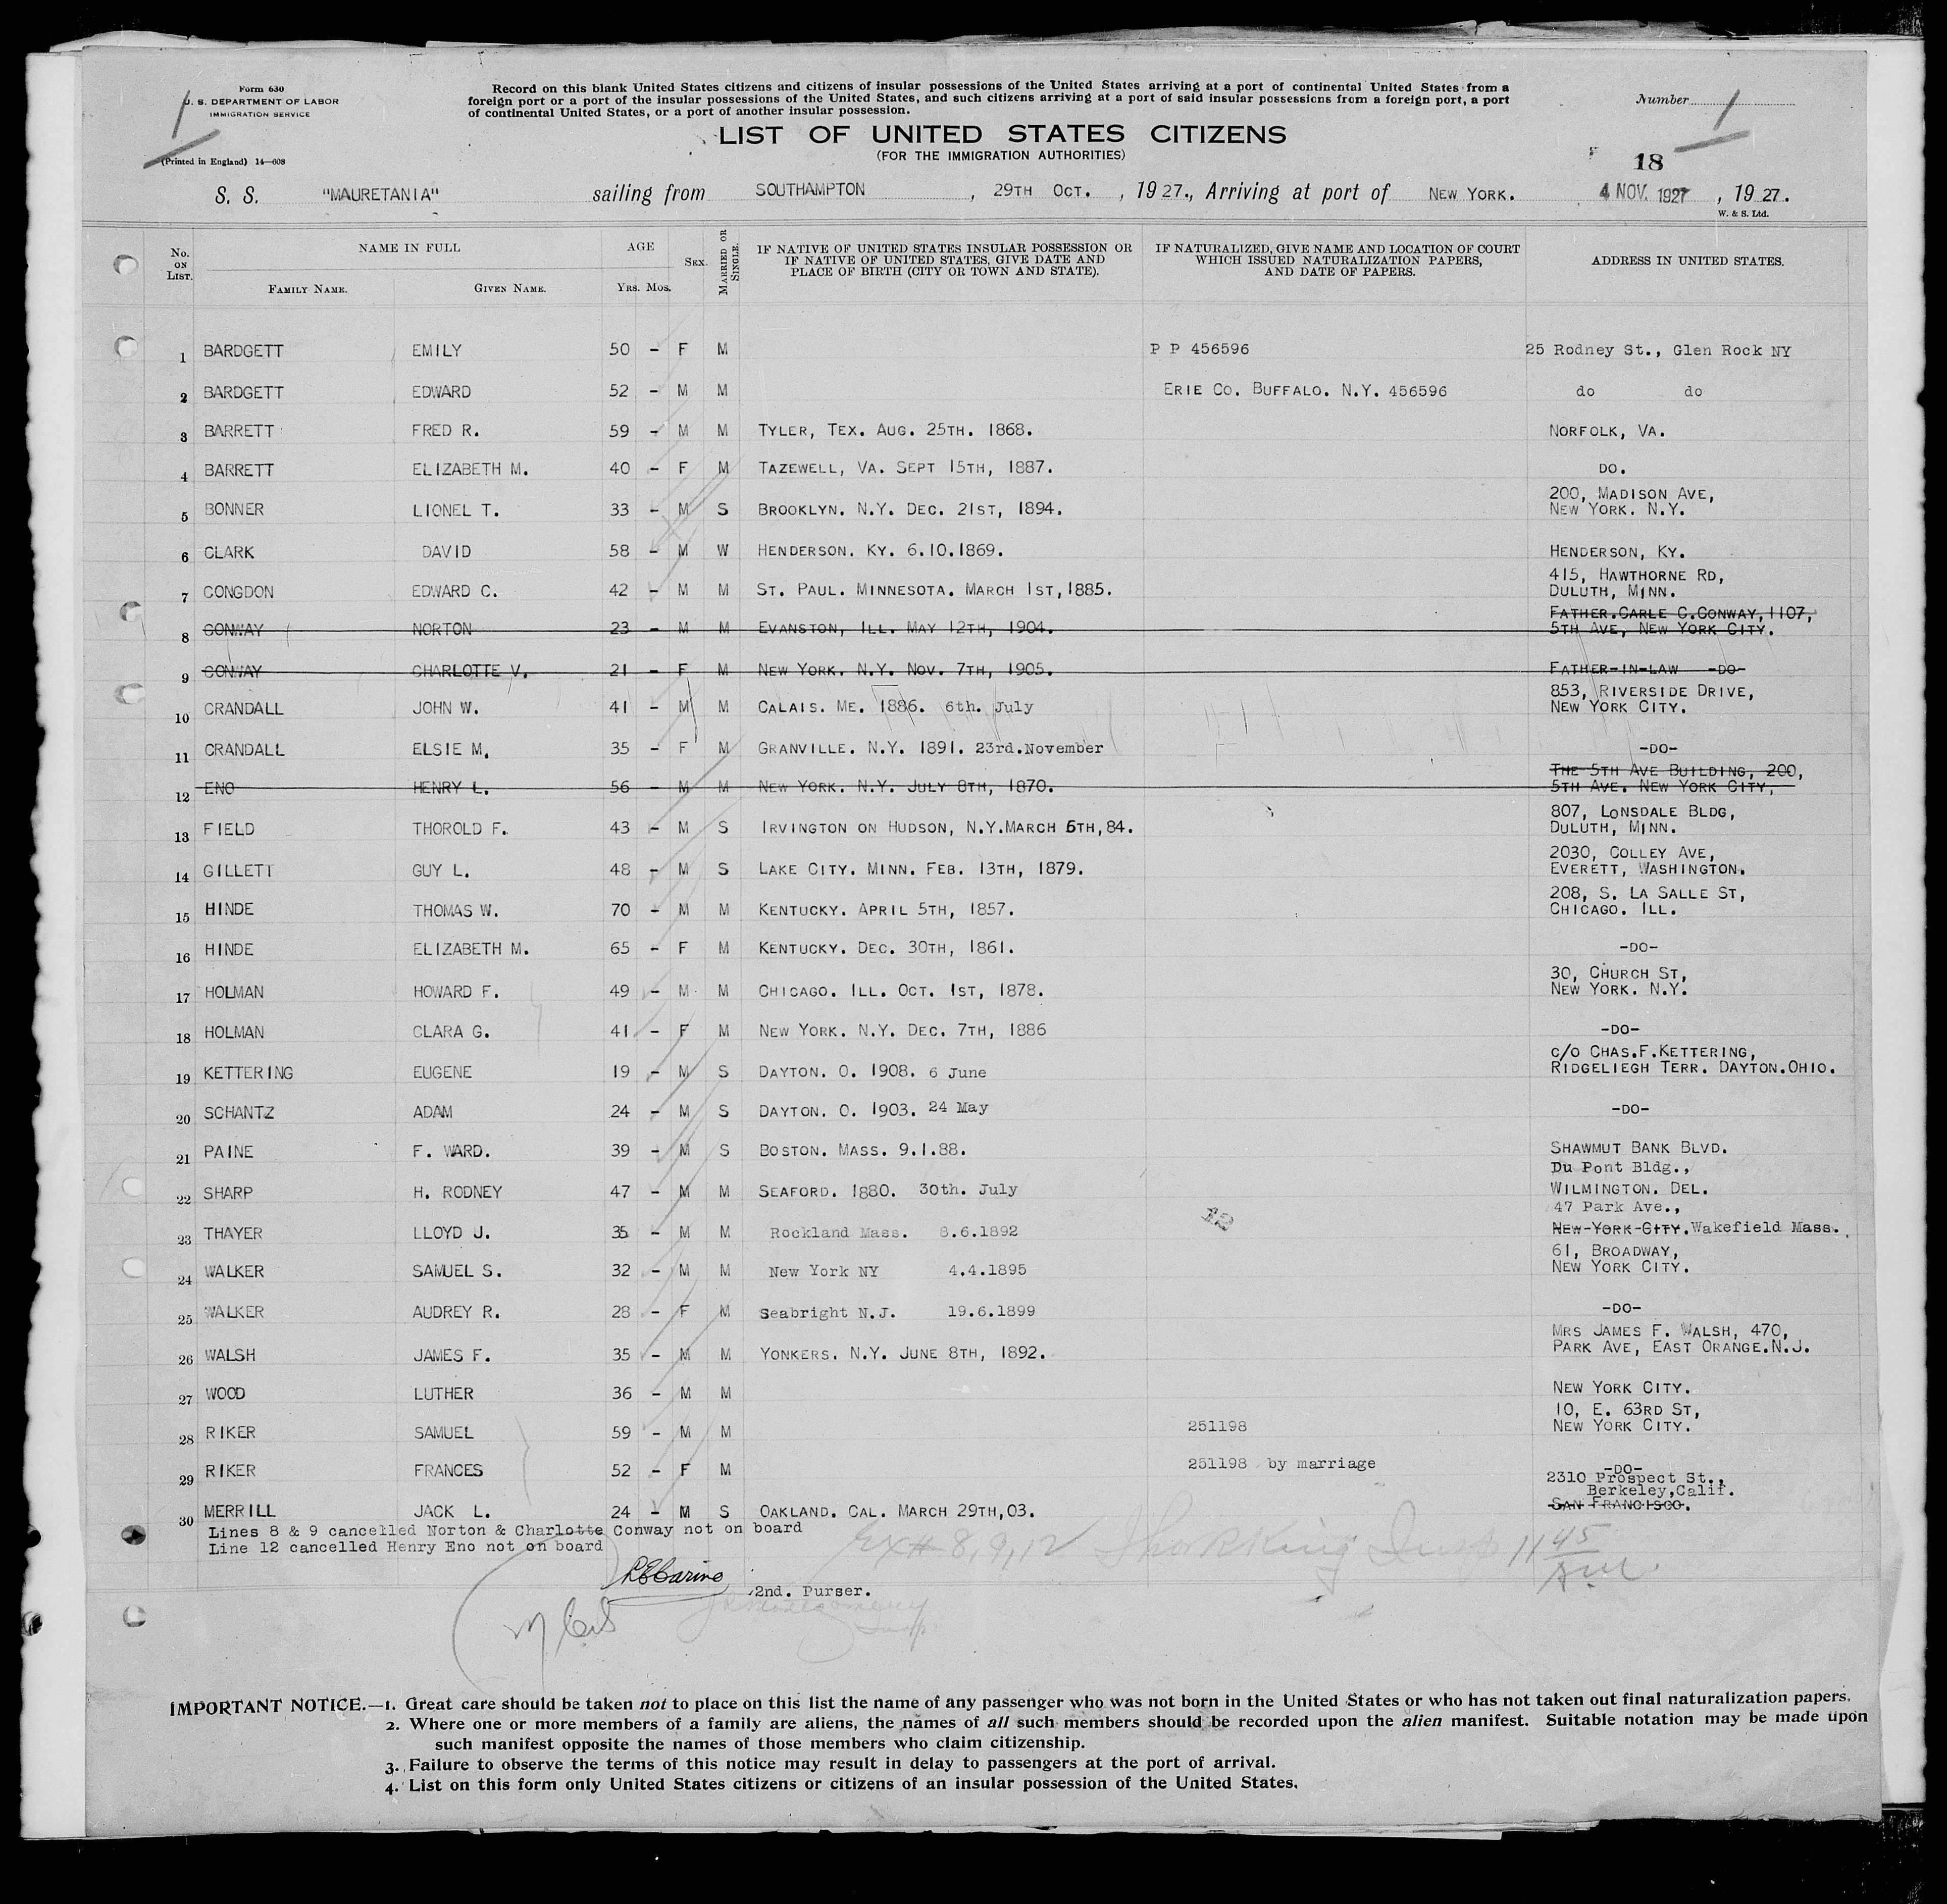 Form 630
U. S. DEPARTMENT OF LABOR
IMMIGRATION SERVICE
(Printed in England) 14—608
Record on this blank United States citizens and citizens of insular possessions of the United States arriving at a port of continental United States from a
foreign port or a port of the insular possessions of the United States, and such citizens arriving at a port of said insular possessions from a foreign port, a port
of continental United States, or a port of another insular possession.
Number 1
LIST OF UNITED STATES CITIZENS
(FOR THE IMMIGRATION AUTHORITIES)
18
S. S. "MAURETANIA" sailing from SOUTHAMPTON, 29TH OCT., 1927., Arriving at port of NEW YORK. 4 NOV. 1927, 1927.
W. & S. Ltd.
No. ON LIST. NAME IN FULL AGE SEX. MARRIED OR SINGLE. IF NATIVE OF UNITED STATES INSULAR POSSESSION OR IF NATIVE OF UNITED STATES, GIVE DATE AND PLACE OF BIRTH (CITY OR TOWN AND STATE). IF NATURALIZED, GIVE NAME AND LOCATION OF COURT WHICH ISSUED NATURALIZATION PAPERS, AND DATE OF PAPERS. ADDRESS IN UNITED STATES.
FAMILY NAME. GIVEN NAME. YRS. MOS.
1 BARDGETT EMILY 50 - F M P P 456596 25 Rodney St., Glen Rock NY
2 BARDGETT EDWARD 52 - M M ERIE CO. BUFFALO. N.Y. 456596 do do
3 BARRETT FRED R. 59 - M M TYLER, TEX. AUG. 25TH. 1868. NORFOLK, VA.
4 BARRETT ELIZABETH M. 40 - F M TAZEWELL, VA. SEPT 15TH, 1887. DO.
5 BONNER LIONEL T. 33 - M S BROOKLYN. N.Y. DEC. 21ST, 1894. 200, MADISON AVE,
NEW YORK. N.Y.
6 CLARK DAVID 58 - M W HENDERSON. KY. 6.10.1869. HENDERSON, KY.
7 CONGDON EDWARD C. 42 - M M ST. PAUL. MINNESOTA. MARCH 1ST, 1885. 415, HAWTHORNE RD,
DULUTH, MINN.
8 CONWAY NORTON 23 - M M EVANSTON, ILL. MAY 12TH, 1904. FATHER.CARLE C.CONWAY, 1107,
5TH AVE, NEW YORK CITY.
9 CONWAY CHARLOTTE V. 21 - F M NEW YORK. N.Y. NOV. 7TH, 1905. FATHER-IN-LAW -DO-
10 CRANDALL JOHN W. 41 - M M CALAIS. ME. 1886. 6th. July 853, RIVERSIDE DRIVE,
NEW YORK CITY.
11 CRANDALL ELSIE M. 35 - F M GRANVILLE. N.Y. 1891. 23rd.November -DO-
12 ENO HENRY L. 56 - M M NEW YORK. N.Y. JULY 8TH, 1870. THE 5TH AVE BUILDING, 200,
5TH AVE. NEW YORK CITY,
13 FIELD THOROLD F. 43 - M S IRVINGTON ON HUDSON, N.Y.MARCH 6TH, 84. 807, LONSDALE BLDG,
DULUTH, MINN.
14 GILLETT GUY L. 48 - M S LAKE CITY. MINN. FEB. 13TH, 1879. 2030, COLLEY AVE,
EVERETT, WASHINGTON.
15 HINDE THOMAS W. 70 - M M KENTUCKY. APRIL 5TH, 1857. 208, S. LA SALLE ST,
CHICAGO. ILL.
16 HINDE ELIZABETH M. 65 - F M KENTUCKY. DEC. 30TH, 1861. -DO-
17 HOLMAN HOWARD F. 49 - M M CHICAGO. ILL. OCT. 1ST, 1878. 30, CHURCH ST,
NEW YORK. N.Y.
18 HOLMAN CLARA G. 41 - F M NEW YORK. N.Y. DEC. 7TH, 1886 -DO-
19 KETTERING EUGENE 19 - M S DAYTON. O. 1908. 6 June C/O CHAS.F.KETTERING,
RIDGELIEGH TERR. DAYTON.OHIO.
20 SCHANTZ ADAM 24 - M S DAYTON. O. 1903. 24 May -DO-
21 PAINE F. WARD. 39 - M S BOSTON. MASS. 9.1.88. SHAWMUT BANK BLVD.
22 SHARP H. RODNEY 47 - M M SEAFORD. 1880. 30th. July Du Pont Bldg.,
WILMINGTON. DEL.
23 THAYER LLOYD J. 35 - M M Rockland Mass. 8.6.1892 12 47 Park Ave.,
NEW YORK CITY. Wakefield Mass.
24 WALKER SAMUEL S. 32 - M M New York NY 4.4.1895 61, BROADWAY,
NEW YORK CITY.
25 WALKER AUDREY R. 28 - F M Seabright N.J. 19.6.1899 -DO-
26 WALSH JAMES F. 35 - M M YONKERS. N.Y. JUNE 8TH, 1892. MRS JAMES F. WALSH, 470,
PARK AVE, EAST ORANGE.N.J.
27 WOOD LUTHER 36 - M M NEW YORK CITY.
28 RIKER SAMUEL 59 - M M 251198 10, E. 63RD ST,
NEW YORK CITY.
29 RIKER FRANCES 52 - F M 251198 by marriage -DO-
30 MERRILL JACK L. 24 - M S OAKLAND. CAL. MARCH 29TH, 03. 2310 Prospect St.,
Berkeley, Calif.
SAN FRANCISCO.
Lines 8 & 9 cancelled Norton & Charlotte Conway not on board
Line 12 cancelled Henry Eno not on board
8, 9, 12 Insp 11 45 AM
2nd. Purser.
Insp
IMPORTANT NOTICE.—1. Great care should be taken not to place on this list the name of any passenger who was not born in the United States or who has not taken out final naturalization papers.
2. Where one or more members of a family are aliens, the names of all such members should be recorded upon the alien manifest. Suitable notation may be made upon
such manifest opposite the names of those members who claim citizenship.
3. Failure to observe the terms of this notice may result in delay to passengers at the port of arrival.
4. List on this form only United States citizens or citizens of an insular possession of the United States.